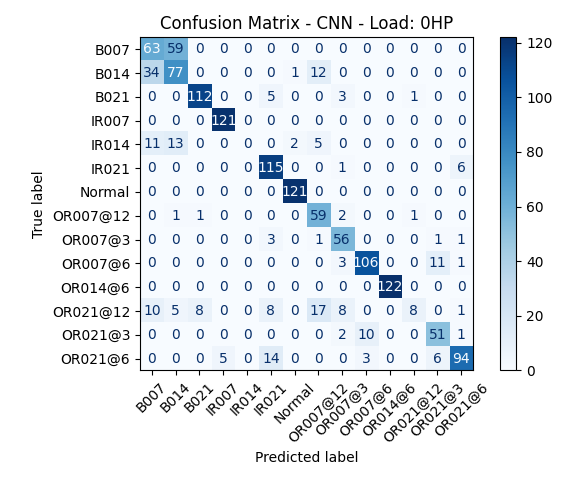 Confusion Matrix - CNN - Load: 0HP
B007 63 59 0 0 0 0 0 0 0 0 0 0 0 0
B014 34 77 0 0 0 0 1 12 0 0 0 0 0 0
B021 0 0 112 0 0 5 0 0 3 0 0 1 0 0
IR007 0 0 0 121 0 0 0 0 0 0 0 0 0 0
IR014 11 13 0 0 0 0 2 5 0 0 0 0 0 0
IR021 0 0 0 0 0 115 0 0 1 0 0 0 0 6
Normal 0 0 0 0 0 0 121 0 0 0 0 0 0 0
OR007@12 0 1 1 0 0 0 0 59 2 0 0 1 0 0
OR007@3 0 0 0 0 0 3 0 1 56 0 0 0 1 1
OR007@6 0 0 0 0 0 0 0 0 3 106 0 0 11 1
OR014@6 0 0 0 0 0 0 0 0 0 0 122 0 0 0
OR021@12 10 5 8 0 0 8 0 17 8 0 0 8 0 1
OR021@3 0 0 0 0 0 0 0 0 2 10 0 0 51 1
OR021@6 0 0 0 5 0 14 0 0 0 3 0 0 6 94
B007 B014 B021 IR007 IR014 IR021 Normal OR007@12 OR007@3 OR007@6 OR014@6 OR021@12 OR021@3 OR021@6
Predicted label
True label
120
100
80
60
40
20
0